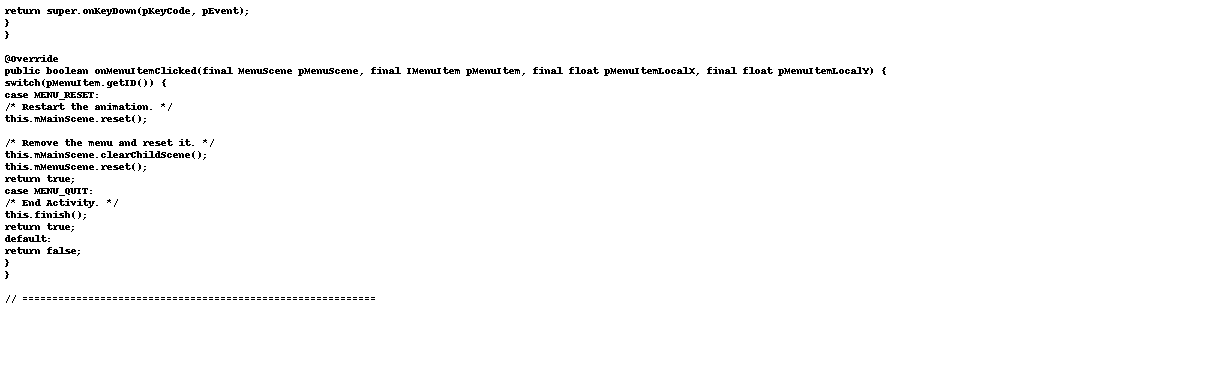 return super.onKeyDown(pKeyCode, pEvent);
}
}

@Override
public boolean onMenuItemClicked(final MenuScene pMenuScene, final IMenuItem pMenuItem, final float pMenuItemLocalX, final float pMenuItemLocalY) {
switch(pMenuItem.getID()) {
case MENU_RESET:
/* Restart the animation. */
this.mMainScene.reset();

/* Remove the menu and reset it. */
this.mMainScene.clearChildScene();
this.mMenuScene.reset();
return true;
case MENU_QUIT:
/* End Activity. */
this.finish();
return true;
default:
return false;
}
}

// ===========================================================